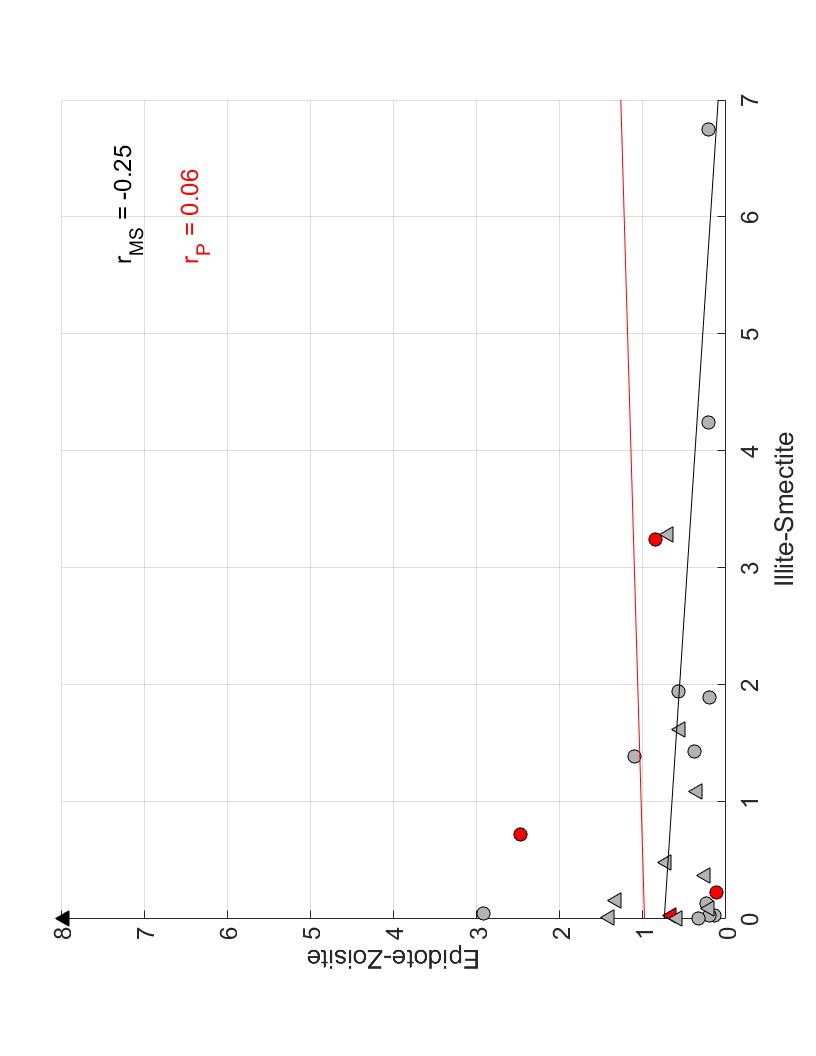 8
7
6
5
4
3
2
1
0
Epidote-Zoisite
r_MS = -0.25
r_P = 0.06
0 1 2 3 4 5 6 7
Illite-Smectite